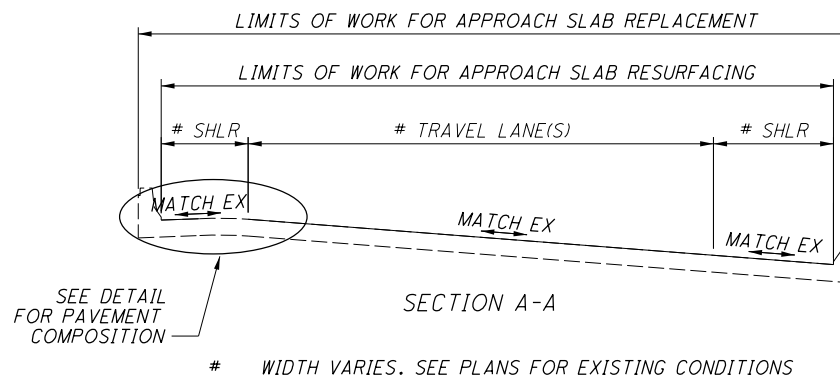 LIMITS OF WORK FOR APPROACH SLAB REPLACEMENT
LIMITS OF WORK FOR APPROACH SLAB RESURFACING
# SHLR
# TRAVEL LANE(S)
# SHLR
MATCH EX
MATCH EX
MATCH EX
SEE DETAIL
FOR PAVEMENT
COMPOSITION
SECTION A-A
# WIDTH VARIES. SEE PLANS FOR EXISTING CONDITIONS